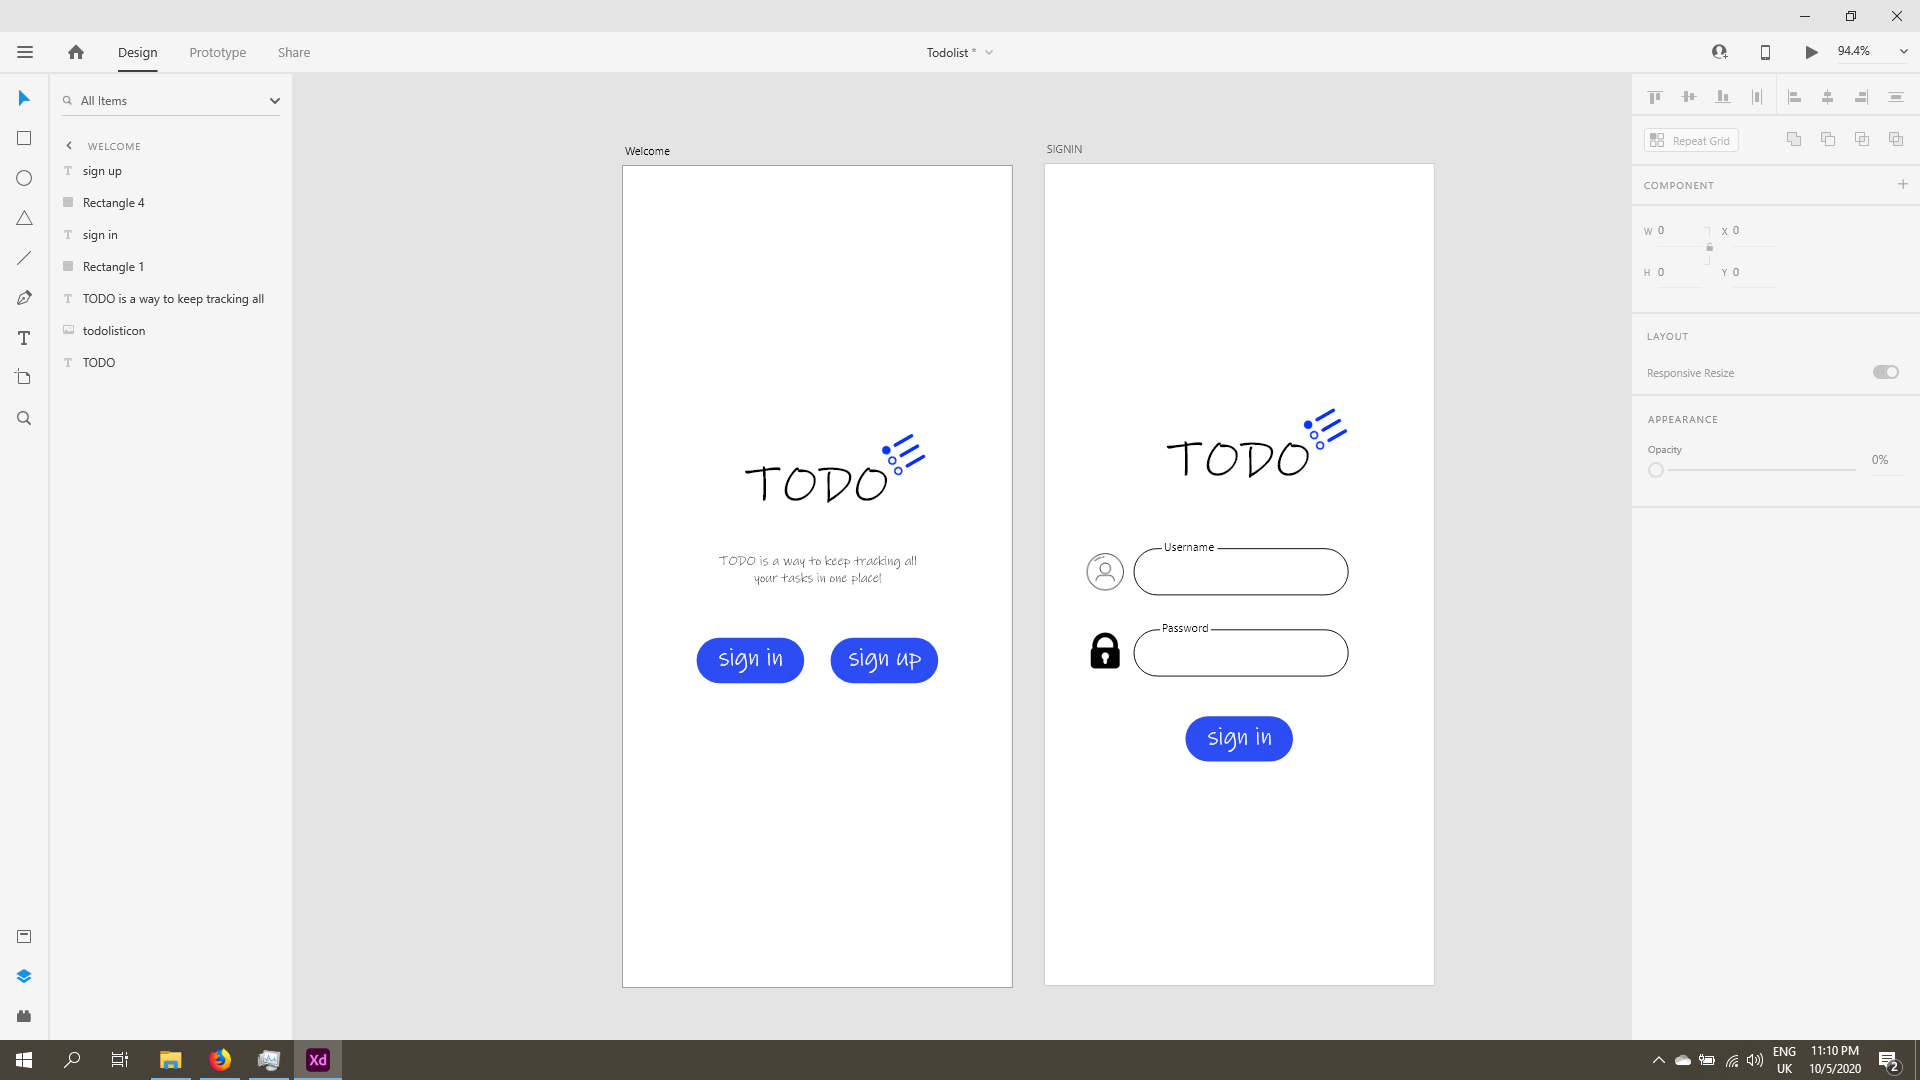 Design
Prototype
Share
Todolist *
94.4%
All Items
WELCOME
sign up
Rectangle 4
sign in
Rectangle 1
TODO is a way to keep tracking all
todolisticon
TODO
Welcome
TODO
TODO is a way to keep tracking all
your tasks in one place!
sign in
sign up
SIGNIN
TODO
Username
Password
sign in
Repeat Grid
COMPONENT
W 0
X 0
H 0
Y 0
LAYOUT
Responsive Resize
APPEARANCE
Opacity
0%
Xd
ENG
UK
11:10 PM
10/5/2020
2